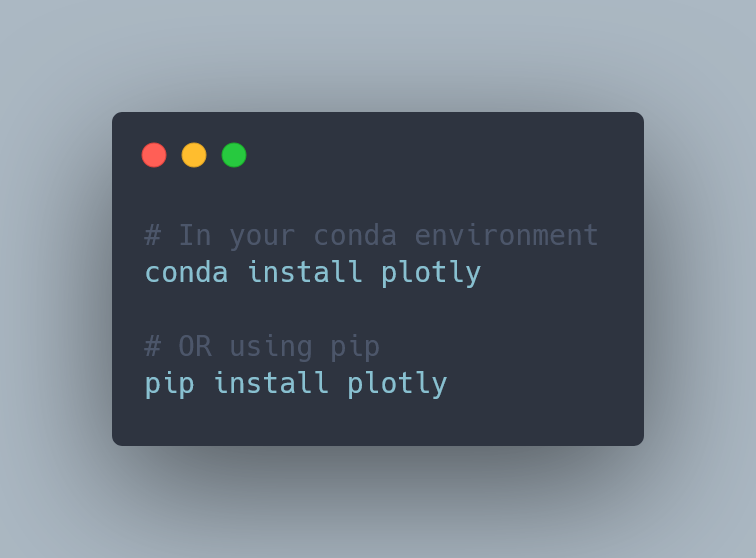 # In your conda environment
conda install plotly
# OR using pip
pip install plotly